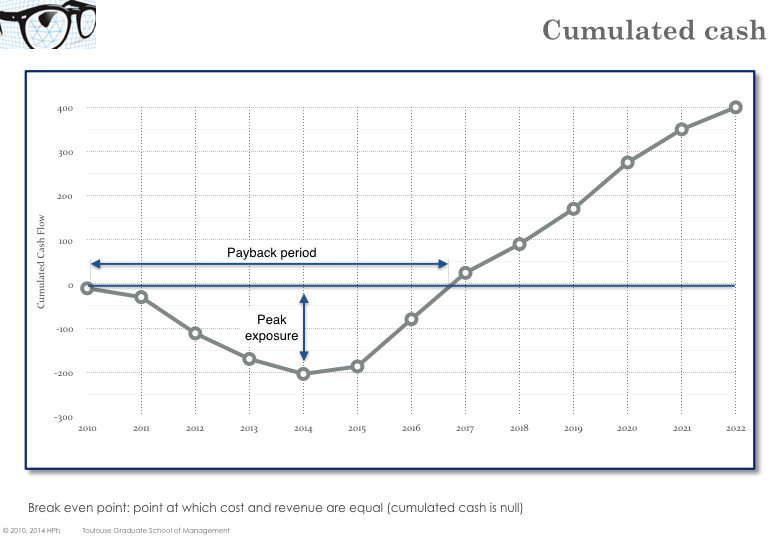 Cumulated cash
400
300
200
100
0
-100
-200
-300
Cumulated Cash Flow
Payback period
Peak
exposure
2010 2011 2012 2013 2014 2015 2016 2017 2018 2019 2020 2021 2022
Break even point: point at which cost and revenue are equal (cumulated cash is null)
© 2010, 2014 HPh Toulouse Graduate School of Management